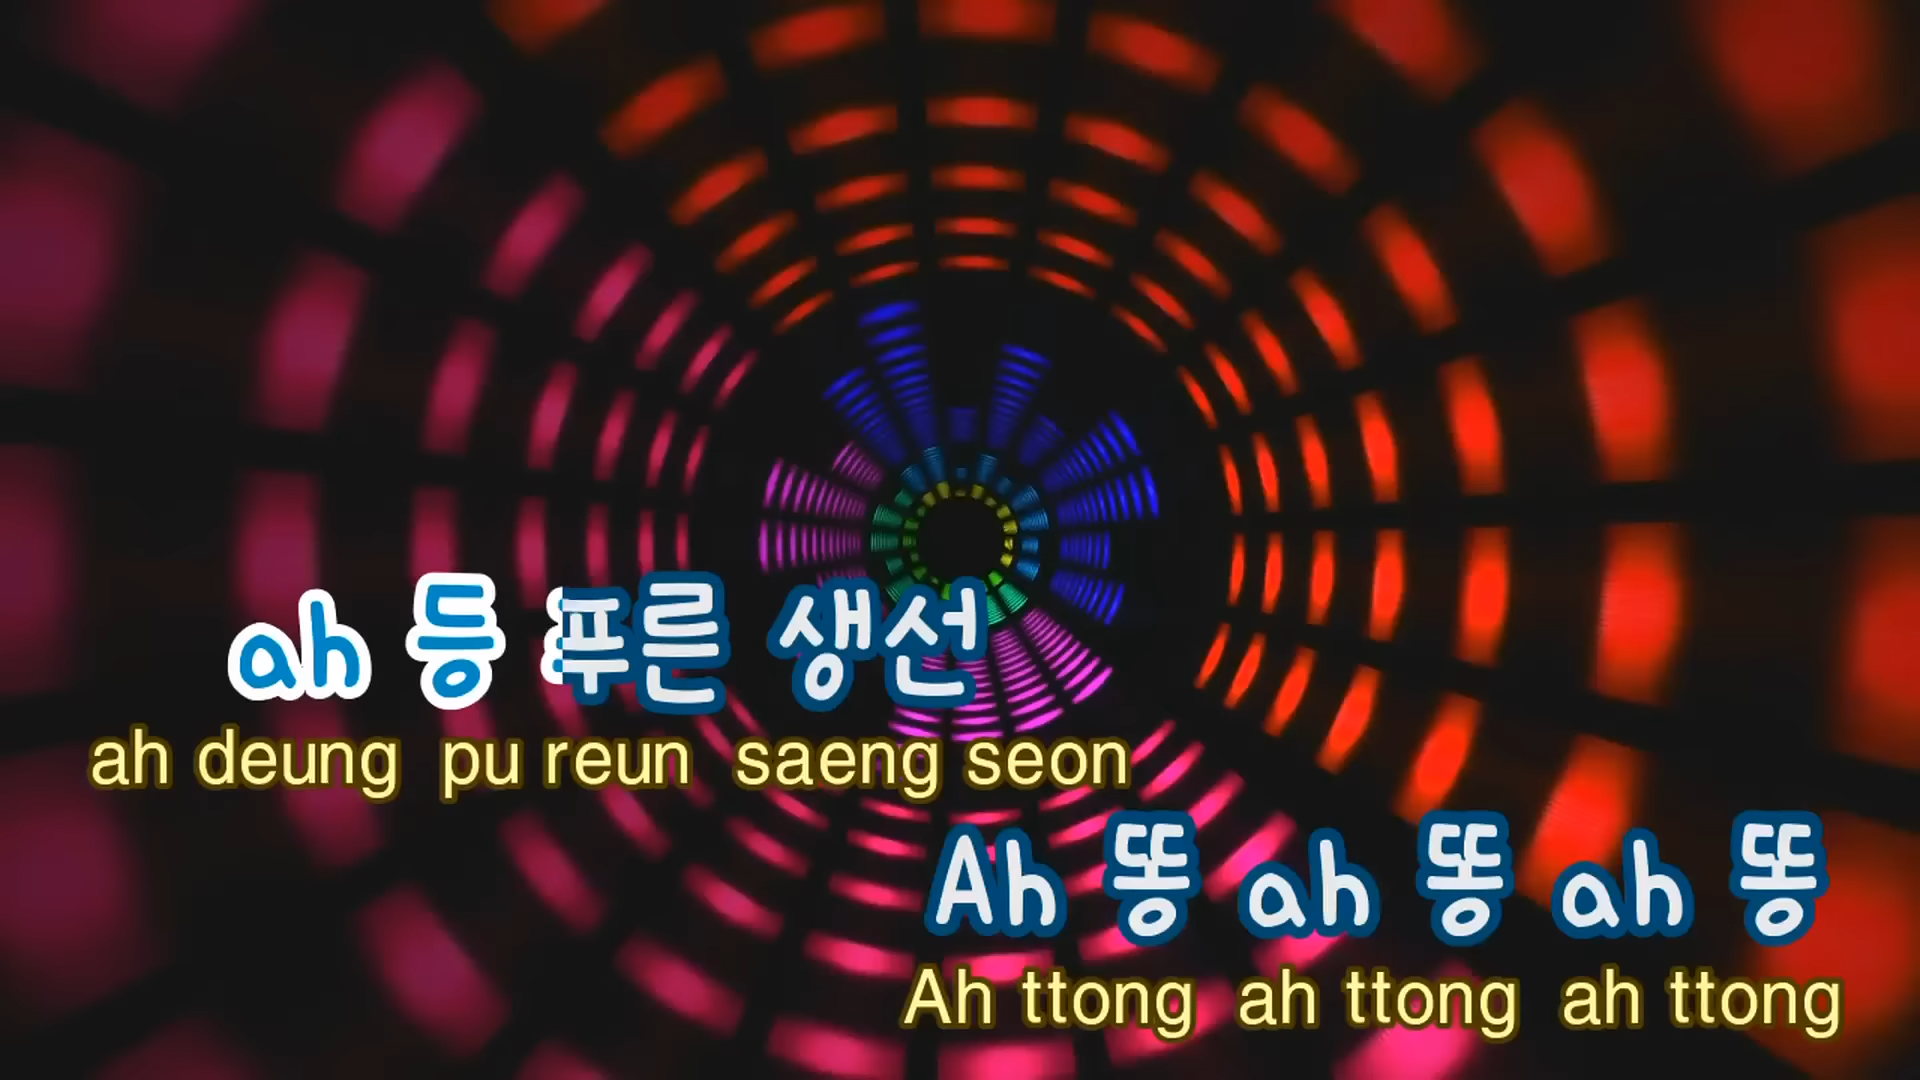 ah 등 푸른 생선
ah deung pu reun saeng seon
Ah 똥 ah 똥 ah 똥
Ah ttong ah ttong ah ttong